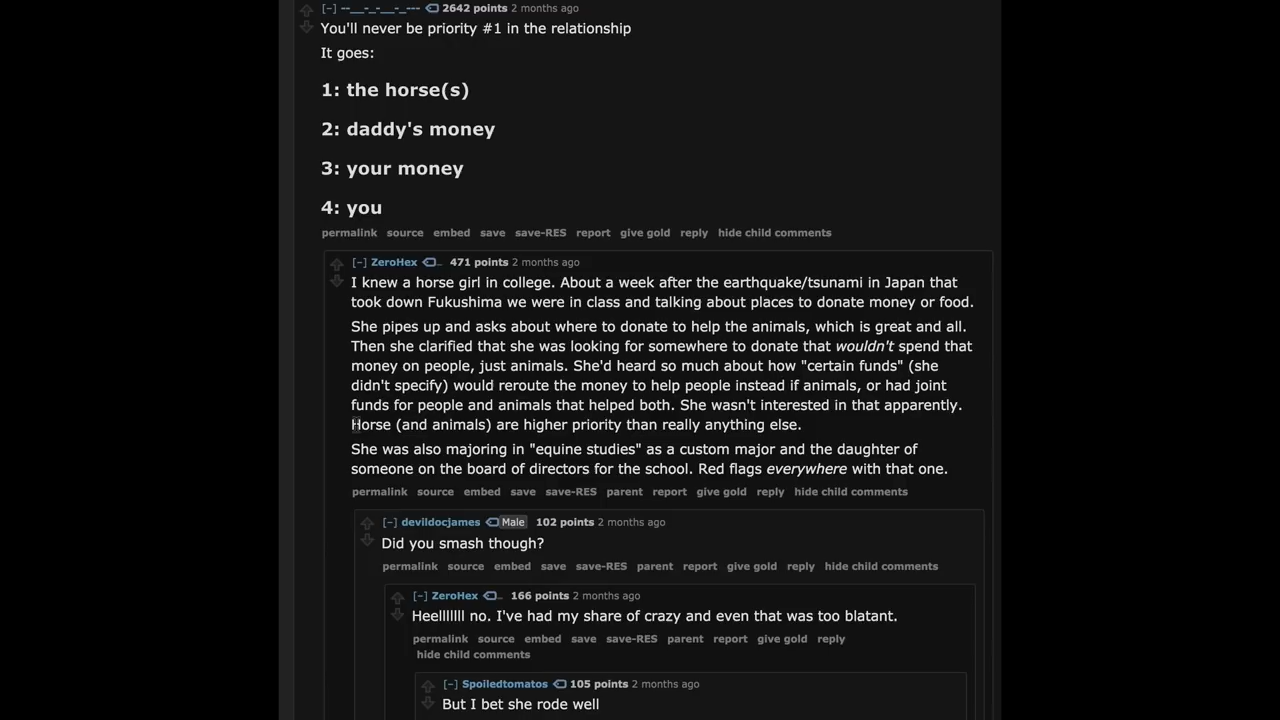 [-] --__-_-__-_--- 2642 points 2 months ago
You'll never be priority #1 in the relationship
It goes:
1: the horse(s)
2: daddy's money
3: your money
4: you
permalink source embed save save-RES report give gold reply hide child comments
[-] ZeroHex 471 points 2 months ago
I knew a horse girl in college. About a week after the earthquake/tsunami in Japan that
took down Fukushima we were in class and talking about places to donate money or food.
She pipes up and asks about where to donate to help the animals, which is great and all.
Then she clarified that she was looking for somewhere to donate that wouldn't spend that
money on people, just animals. She'd heard so much about how "certain funds" (she
didn't specify) would reroute the money to help people instead if animals, or had joint
funds for people and animals that helped both. She wasn't interested in that apparently.
Horse (and animals) are higher priority than really anything else.
She was also majoring in "equine studies" as a custom major and the daughter of
someone on the board of directors for the school. Red flags everywhere with that one.
permalink source embed save save-RES parent report give gold reply hide child comments
[-] devildocjames Male 102 points 2 months ago
Did you smash though?
permalink source embed save save-RES parent report give gold reply hide child comments
[-] ZeroHex 166 points 2 months ago
Heelllllll no. I've had my share of crazy and even that was too blatant.
permalink source embed save save-RES parent report give gold reply
hide child comments
[-] Spoiledtomatos 105 points 2 months ago
But I bet she rode well